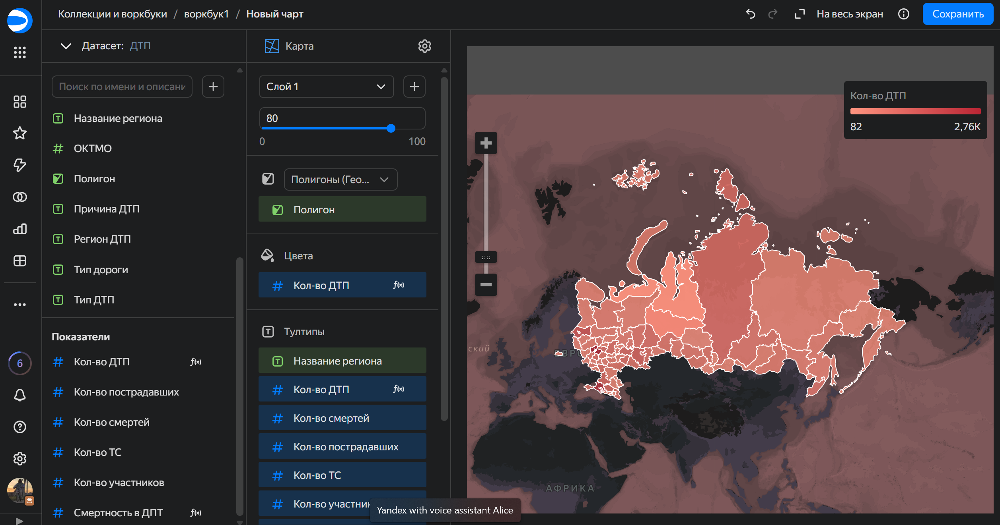 Коллекции и воркбуки / воркбук1 / Новый чарт
На весь экран
Сохранить
Датасет: ДТП
Поиск по имени и описани
Название региона
ОКТМО
Полигон
Причина ДТП
Регион ДТП
Тип дороги
Тип ДТП
Показатели
Кол-во ДТП f(x)
Кол-во пострадавших
Кол-во смертей
Кол-во ТС
Кол-во участников
Смертность в ДПТ f(x)
6
Карта
Слой 1
80
0 100
Полигоны (Гео...
Полигон
Цвета
Кол-во ДТП f(x)
Тултипы
Название региона
Кол-во ДТП f(x)
Кол-во смертей
Кол-во пострадавших
Кол-во ТС
Кол-во участник
Yandex with voice assistant Alice
Кол-во ДТП
82 2,76K
ский
ЕВРО
АФРИКА